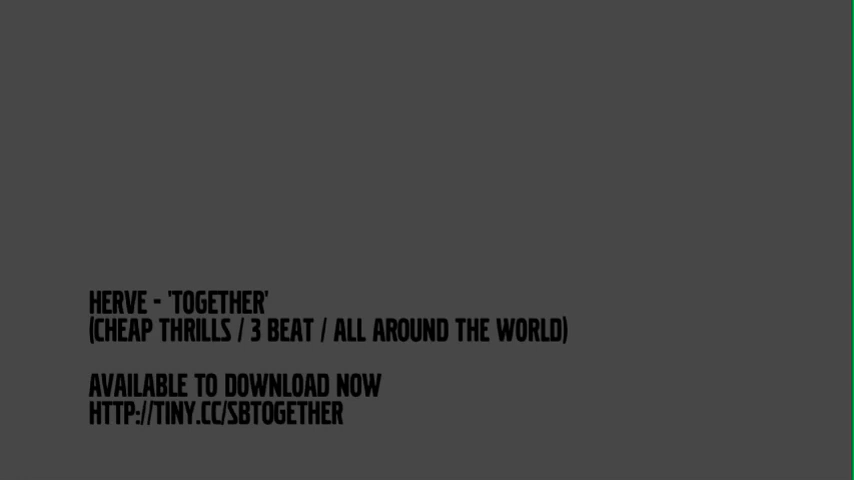 HERVE - 'TOGETHER'
(CHEAP THRILLS / 3 BEAT / ALL AROUND THE WORLD)
AVAILABLE TO DOWNLOAD NOW
HTTP://TINY.CC/SBTOGETHER